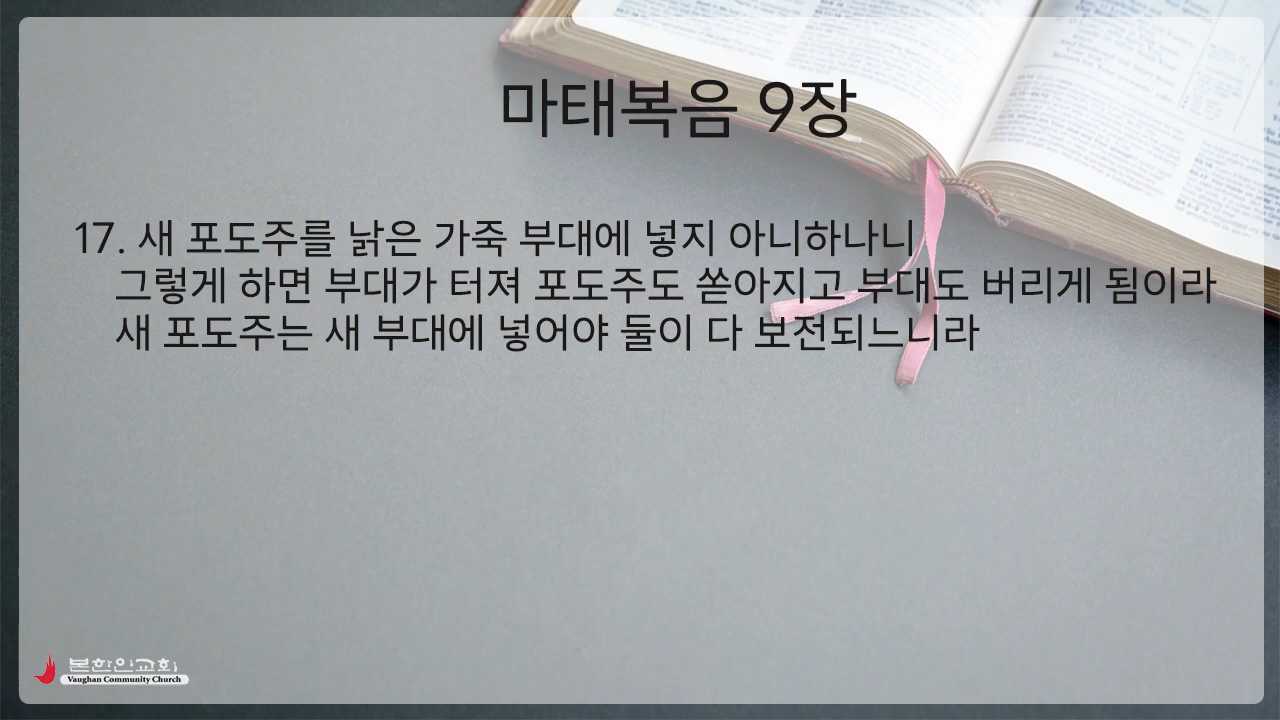 마태복음 9장
17. 새 포도주를 낡은 가죽 부대에 넣지 아니하나니
그렇게 하면 부대가 터져 포도주도 쏟아지고 부대도 버리게 됨이라
새 포도주는 새 부대에 넣어야 둘이 다 보전되느니라
본한인교회
Vaughan Community Church